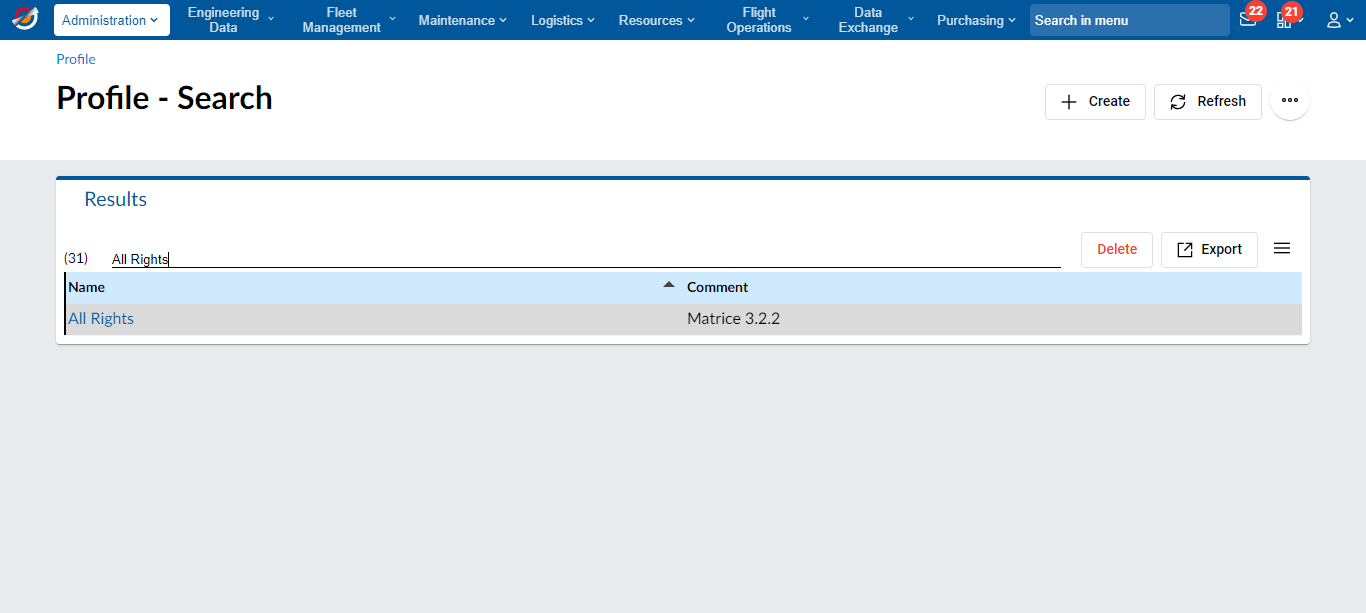 Administration
Engineering
Data
Fleet
Management
Maintenance
Logistics
Resources
Flight
Operations
Data
Exchange
Purchasing
Search in menu
22
21
Profile
Profile - Search
Create
Refresh
Results
(31)
All Rights
Delete
Export
Name
Comment
All Rights
Matrice 3.2.2